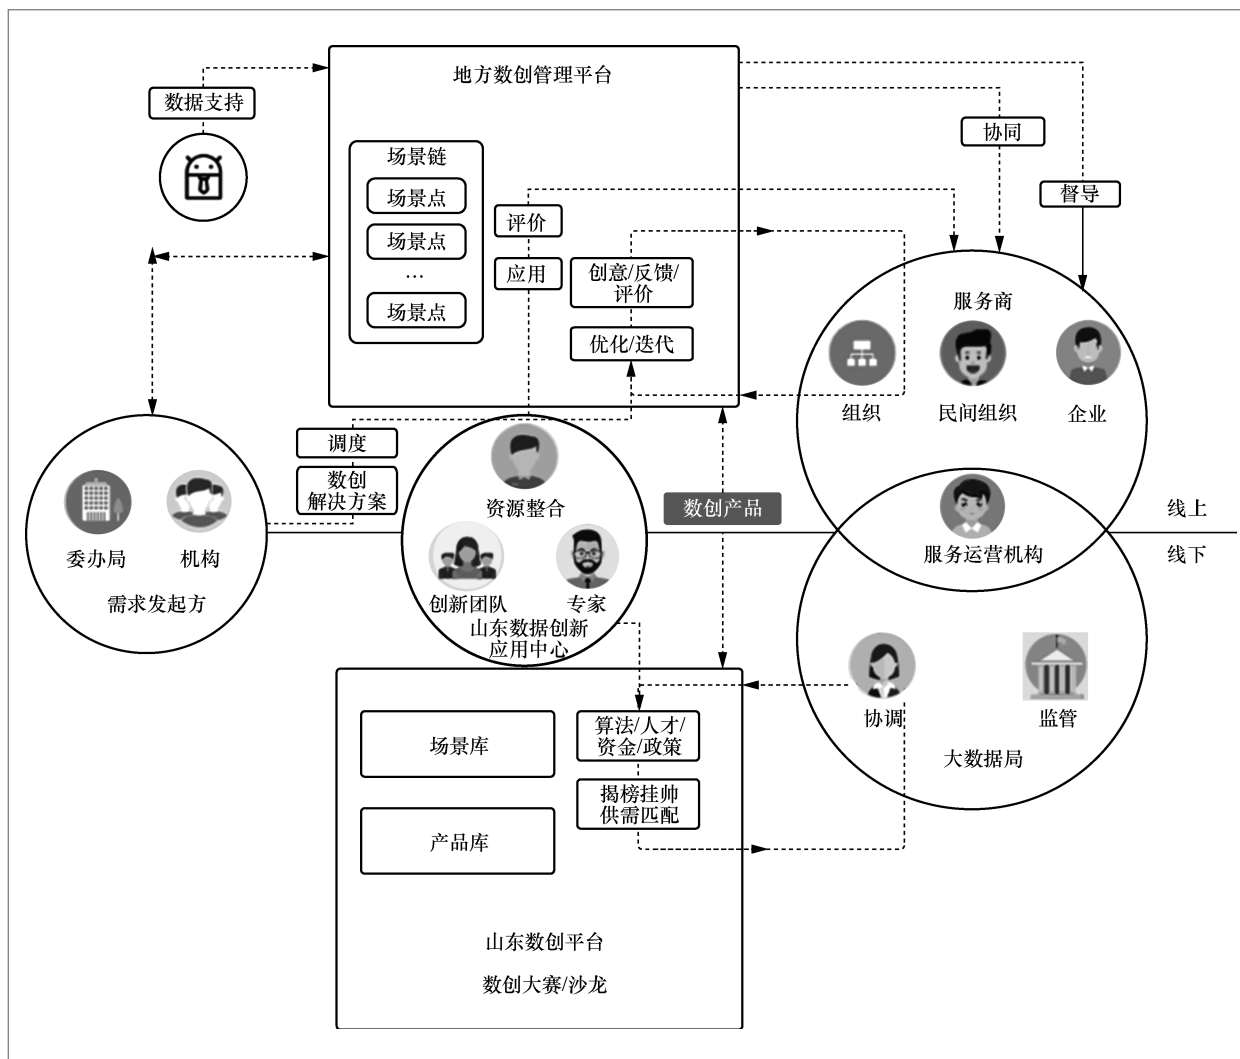 地方数创管理平台
数据支持
协同
场景链
督导
场景点
评价
场景点
应用
创意/反馈/
评价
…
服务商
场景点
优化/迭代
组织
民间组织
企业
调度
数创
解决方案
资源整合
数创产品
线上
委办局
机构
服务运营机构
线下
需求发起方
创新团队
专家
山东数据创新
应用中心
协调
监管
算法/人才/
资金/政策
场景库
大数据局
揭榜挂帅
供需匹配
产品库
山东数创平台
数创大赛/沙龙